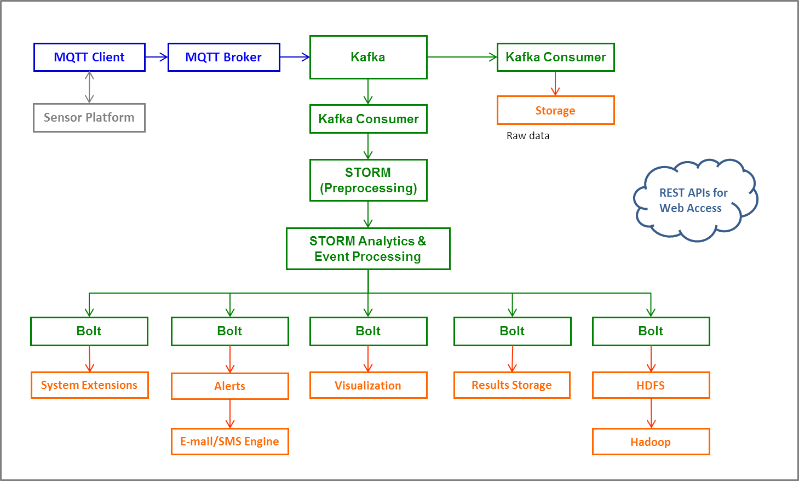 MQTT Client
MQTT Broker
Kafka
Kafka Consumer
Sensor Platform
Kafka Consumer
Storage
Raw data
STORM
(Preprocessing)
REST APIs for
Web Access
STORM Analytics &
Event Processing
Bolt
Bolt
Bolt
Bolt
Bolt
System Extensions
Alerts
Visualization
Results Storage
HDFS
E-mail/SMS Engine
Hadoop